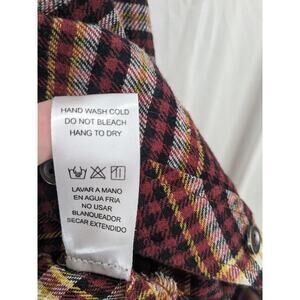 HAND WASH COLD
DO NOT BLEACH
HANG TO DRY
LAVAR A MANO
EN AGUA FRIA
NO USAR
BLANQUEADOR
SECAR EXTENDIDO